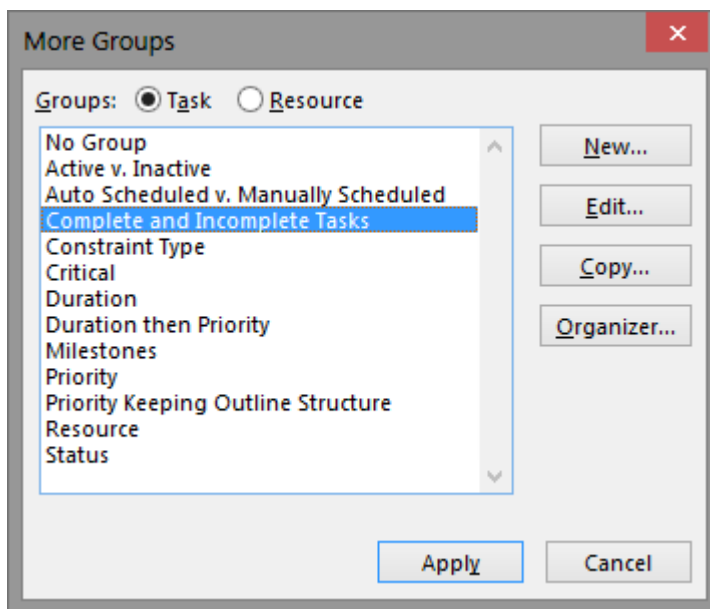 More Groups
Groups: Task Resource
No Group
Active v. Inactive
Auto Scheduled v. Manually Scheduled
Complete and Incomplete Tasks
Constraint Type
Critical
Duration
Duration then Priority
Milestones
Priority
Priority Keeping Outline Structure
Resource
Status
New...
Edit...
Copy...
Organizer...
Apply Cancel